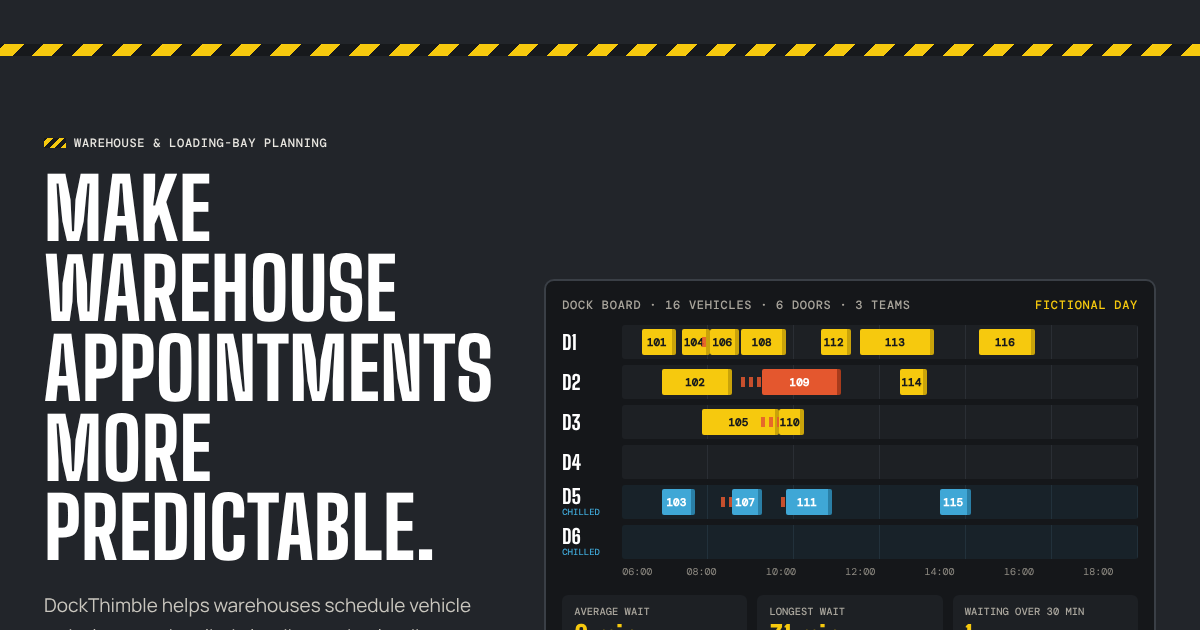 WAREHOUSE & LOADING-BAY PLANNING
MAKE
WAREHOUSE
APPOINTMENTS
MORE
PREDICTABLE.
DockThimble helps warehouses schedule vehicle
DOCK BOARD · 16 VEHICLES · 6 DOORS · 3 TEAMS
FICTIONAL DAY
D1 101 104 106 108 112 113 116
D2 102 109 114
D3 105 110
D4
D5 103 107 111 115
CHILLED
D6
CHILLED
06:00 08:00 10:00 12:00 14:00 16:00 18:00
AVERAGE WAIT LONGEST WAIT WAITING OVER 30 MIN